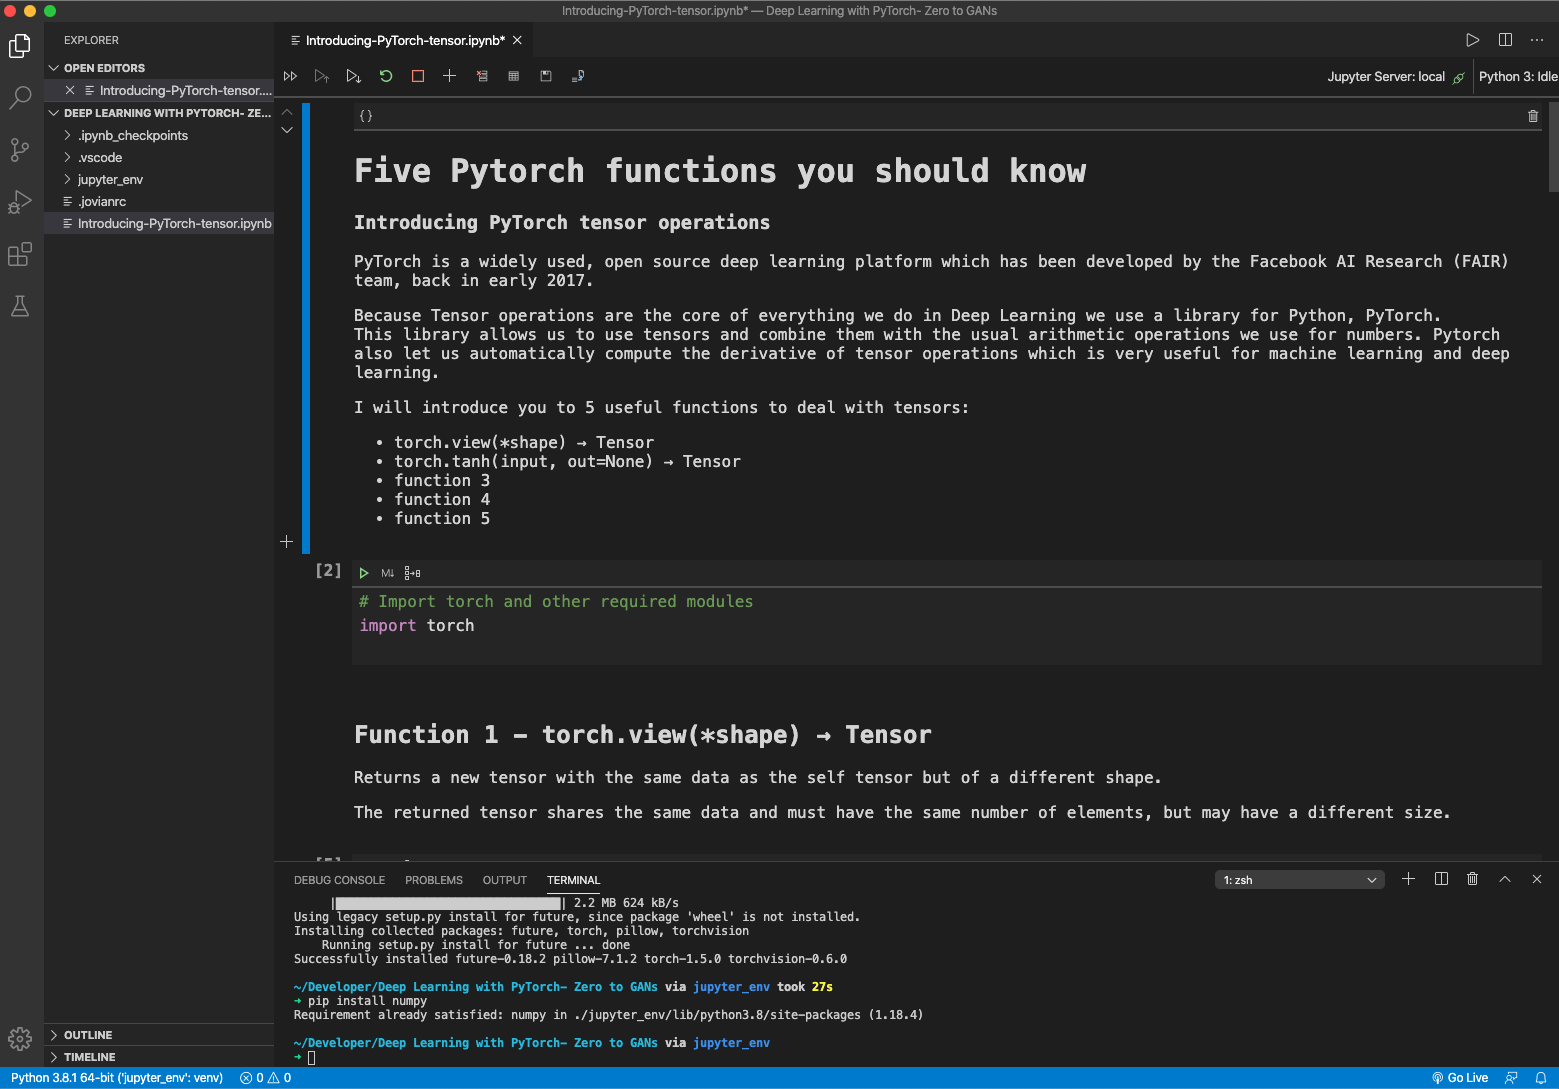 Introducing-PyTorch-tensor.ipynb* — Deep Learning with PyTorch- Zero to GANs
EXPLORER
OPEN EDITORS
Introducing-PyTorch-tensor....
DEEP LEARNING WITH PYTORCH- ZE...
.ipynb_checkpoints
.vscode
jupyter_env
.jovianrc
Introducing-PyTorch-tensor.ipynb
OUTLINE
TIMELINE
Introducing-PyTorch-tensor.ipynb*
Jupyter Server: local
Python 3: Idle
{}
Five Pytorch functions you should know
Introducing PyTorch tensor operations
PyTorch is a widely used, open source deep learning platform which has been developed by the Facebook AI Research (FAIR)
team, back in early 2017.
Because Tensor operations are the core of everything we do in Deep Learning we use a library for Python, PyTorch.
This library allows us to use tensors and combine them with the usual arithmetic operations we use for numbers. Pytorch
also let us automatically compute the derivative of tensor operations which is very useful for machine learning and deep
learning.
I will introduce you to 5 useful functions to deal with tensors:
• torch.view(*shape) → Tensor
• torch.tanh(input, out=None) → Tensor
• function 3
• function 4
• function 5
[2]
M↓
# Import torch and other required modules
import torch
Function 1 – torch.view(*shape) → Tensor
Returns a new tensor with the same data as the self tensor but of a different shape.
The returned tensor shares the same data and must have the same number of elements, but may have a different size.
DEBUG CONSOLE PROBLEMS OUTPUT TERMINAL
1: zsh
| 2.2 MB 624 kB/s
Using legacy setup.py install for future, since package 'wheel' is not installed.
Installing collected packages: future, torch, pillow, torchvision
Running setup.py install for future ... done
Successfully installed future-0.18.2 pillow-7.1.2 torch-1.5.0 torchvision-0.6.0
~/Developer/Deep Learning with PyTorch- Zero to GANs via jupyter_env took 27s
➜ pip install numpy
Requirement already satisfied: numpy in ./jupyter_env/lib/python3.8/site-packages (1.18.4)
~/Developer/Deep Learning with PyTorch- Zero to GANs via jupyter_env
➜
Python 3.8.1 64-bit ('jupyter_env': venv) 0 0
Go Live